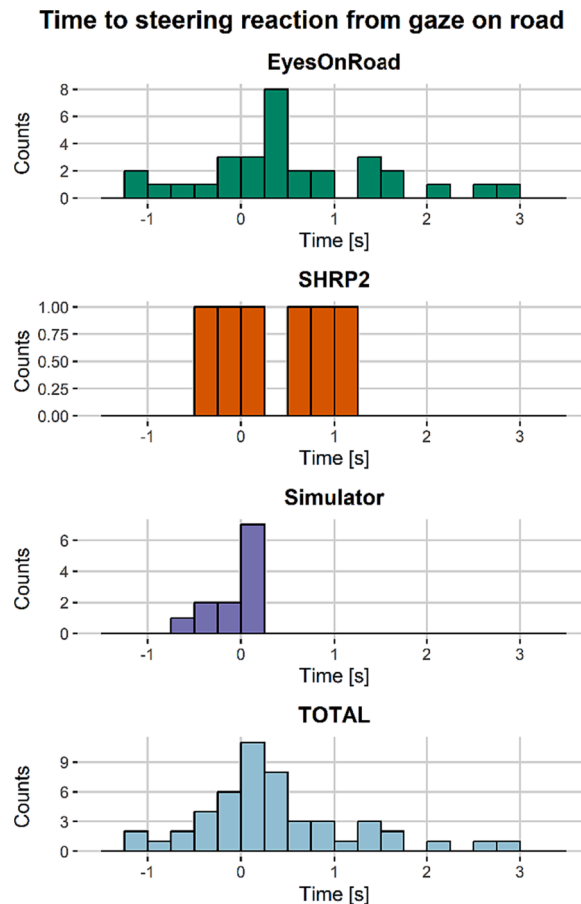 Time to steering reaction from gaze on road
EyesOnRoad
Counts
8
6
4
2
0
-1 0 1 2 3
Time [s]
SHRP2
Counts
1.00
0.75
0.50
0.25
0.00
-1 0 1 2 3
Time [s]
Simulator
Counts
6
4
2
0
-1 0 1 2 3
Time [s]
TOTAL
Counts
9
6
3
0
-1 0 1 2 3
Time [s]